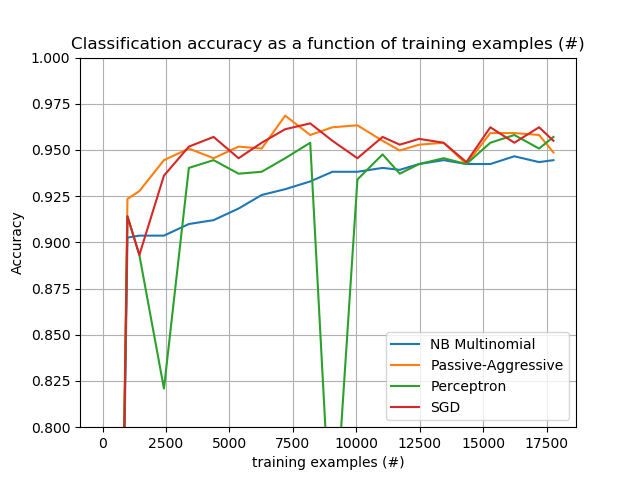 Classification accuracy as a function of training examples (#)
1.000
0.975
0.950
0.925
0.900
0.875
0.850
0.825
0.800
Accuracy
NB Multinomial
Passive-Aggressive
Perceptron
SGD
0 2500 5000 7500 10000 12500 15000 17500
training examples (#)